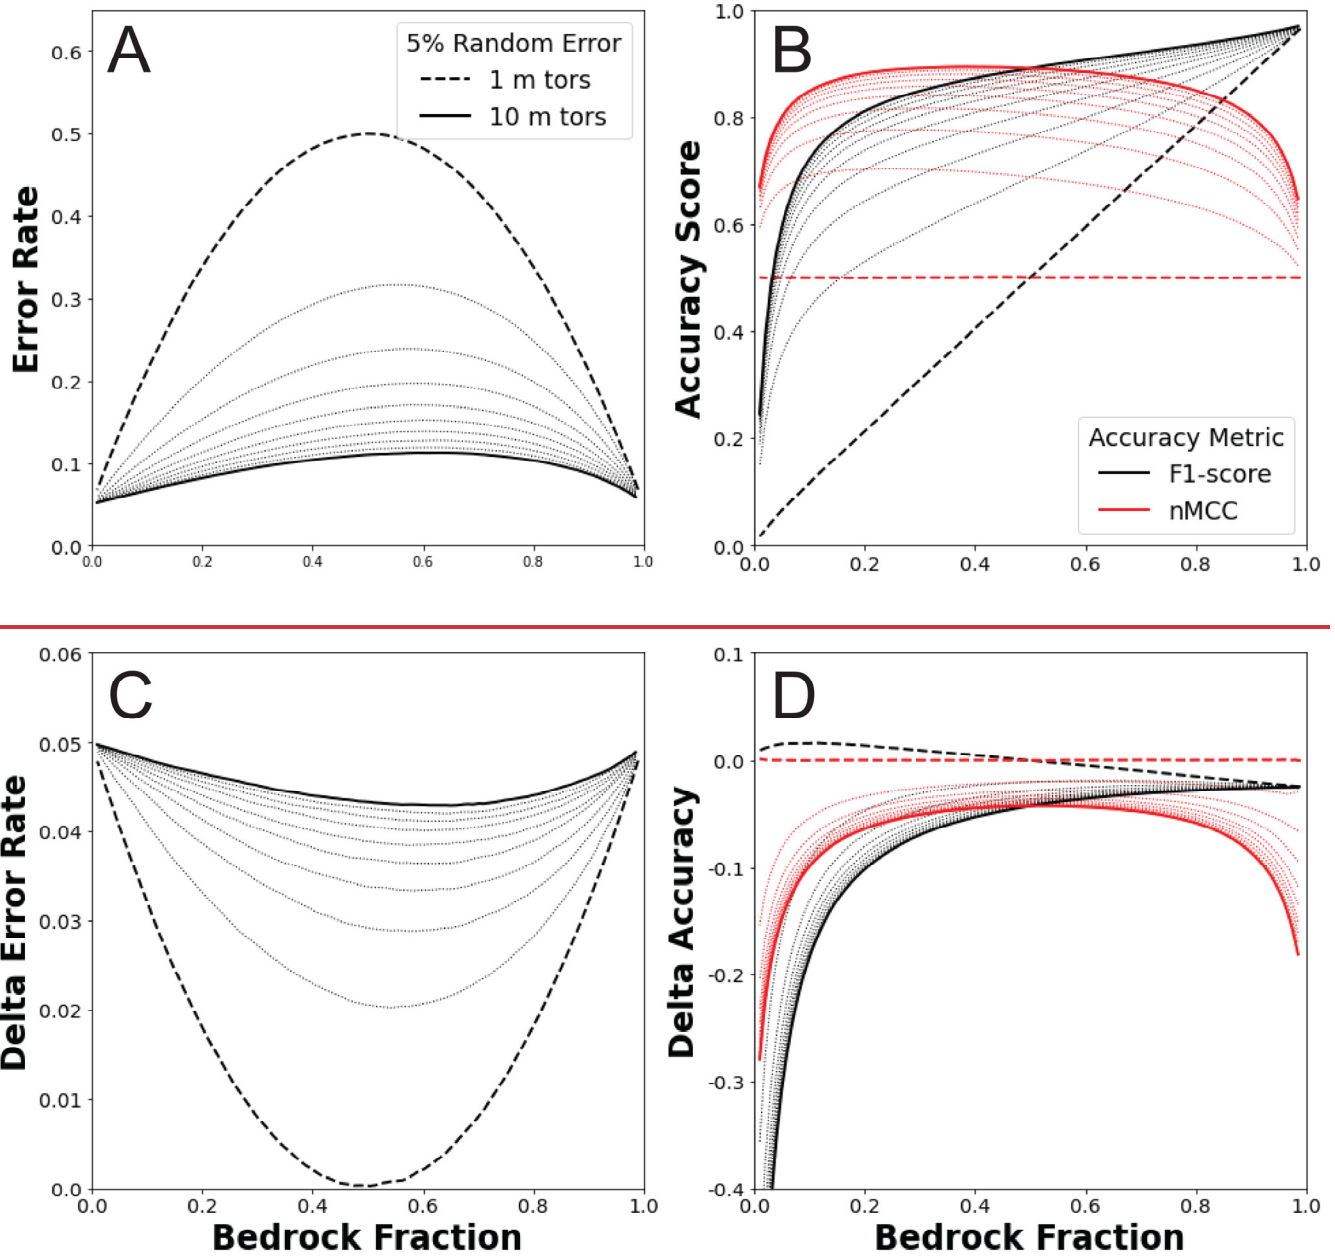 A
5% Random Error
1 m tors
10 m tors
Error Rate
0.6
0.5
0.4
0.3
0.2
0.1
0.0
0.0 0.2 0.4 0.6 0.8 1.0
B
Accuracy Score
1.0
0.8
0.6
0.4
0.2
0.0
Accuracy Metric
F1-score
nMCC
0.0 0.2 0.4 0.6 0.8 1.0
C
Delta Error Rate
0.06
0.05
0.04
0.03
0.02
0.01
0.0
0.0 0.2 0.4 0.6 0.8 1.0
Bedrock Fraction
D
Delta Accuracy
0.1
0.0
-0.1
-0.2
-0.3
-0.4
0.0 0.2 0.4 0.6 0.8 1.0
Bedrock Fraction